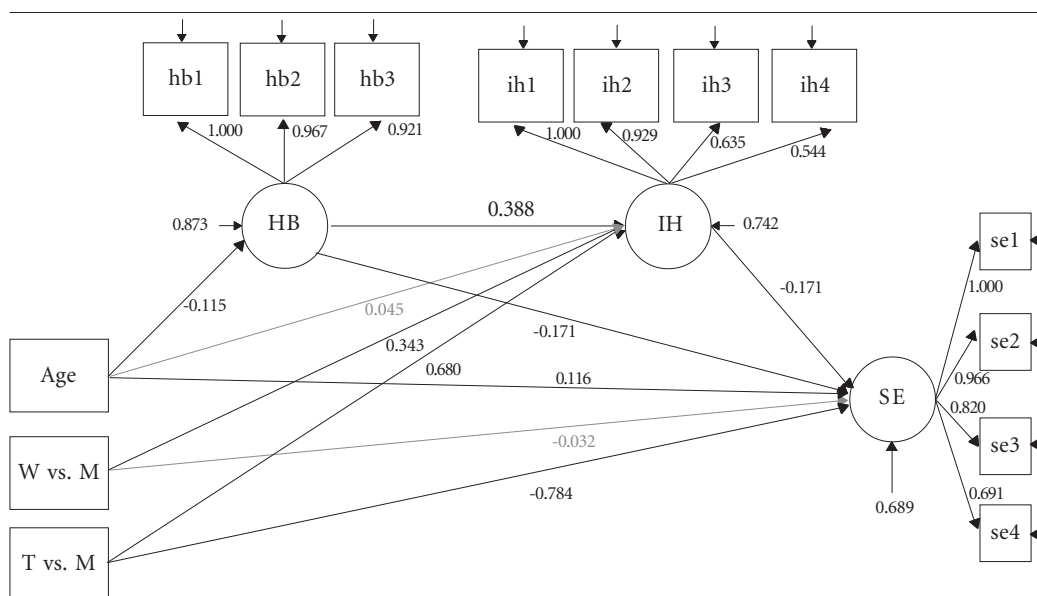 hb1 hb2 hb3 ih1 ih2 ih3 ih4
1.000 0.967 0.921 1.000 0.929 0.635 0.544
0.873 HB 0.388 IH 0.742
se1
-0.115 0.045 -0.171 1.000
0.343 -0.171 se2
Age 0.680 0.116 0.966
SE 0.820
W vs. M -0.032 se3
-0.784 0.689 0.691
T vs. M se4